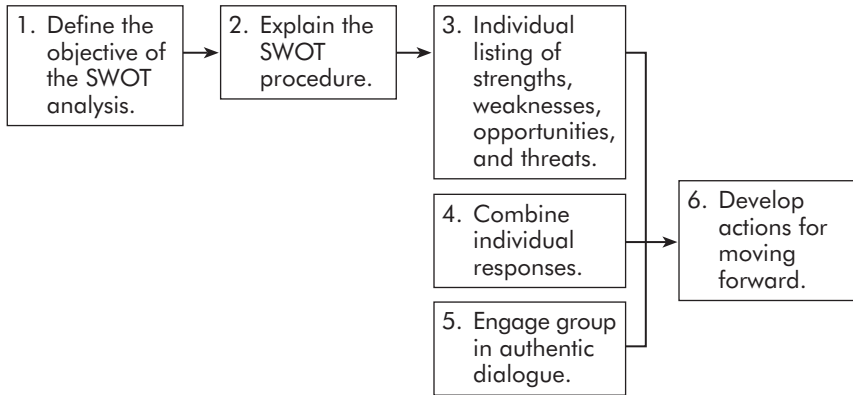 1. Define the
objective of
the SWOT
analysis.
2. Explain the
SWOT
procedure.
3. Individual
listing of
strengths,
weaknesses,
opportunities,
and threats.
4. Combine
individual
responses.
5. Engage group
in authentic
dialogue.
6. Develop
actions for
moving
forward.